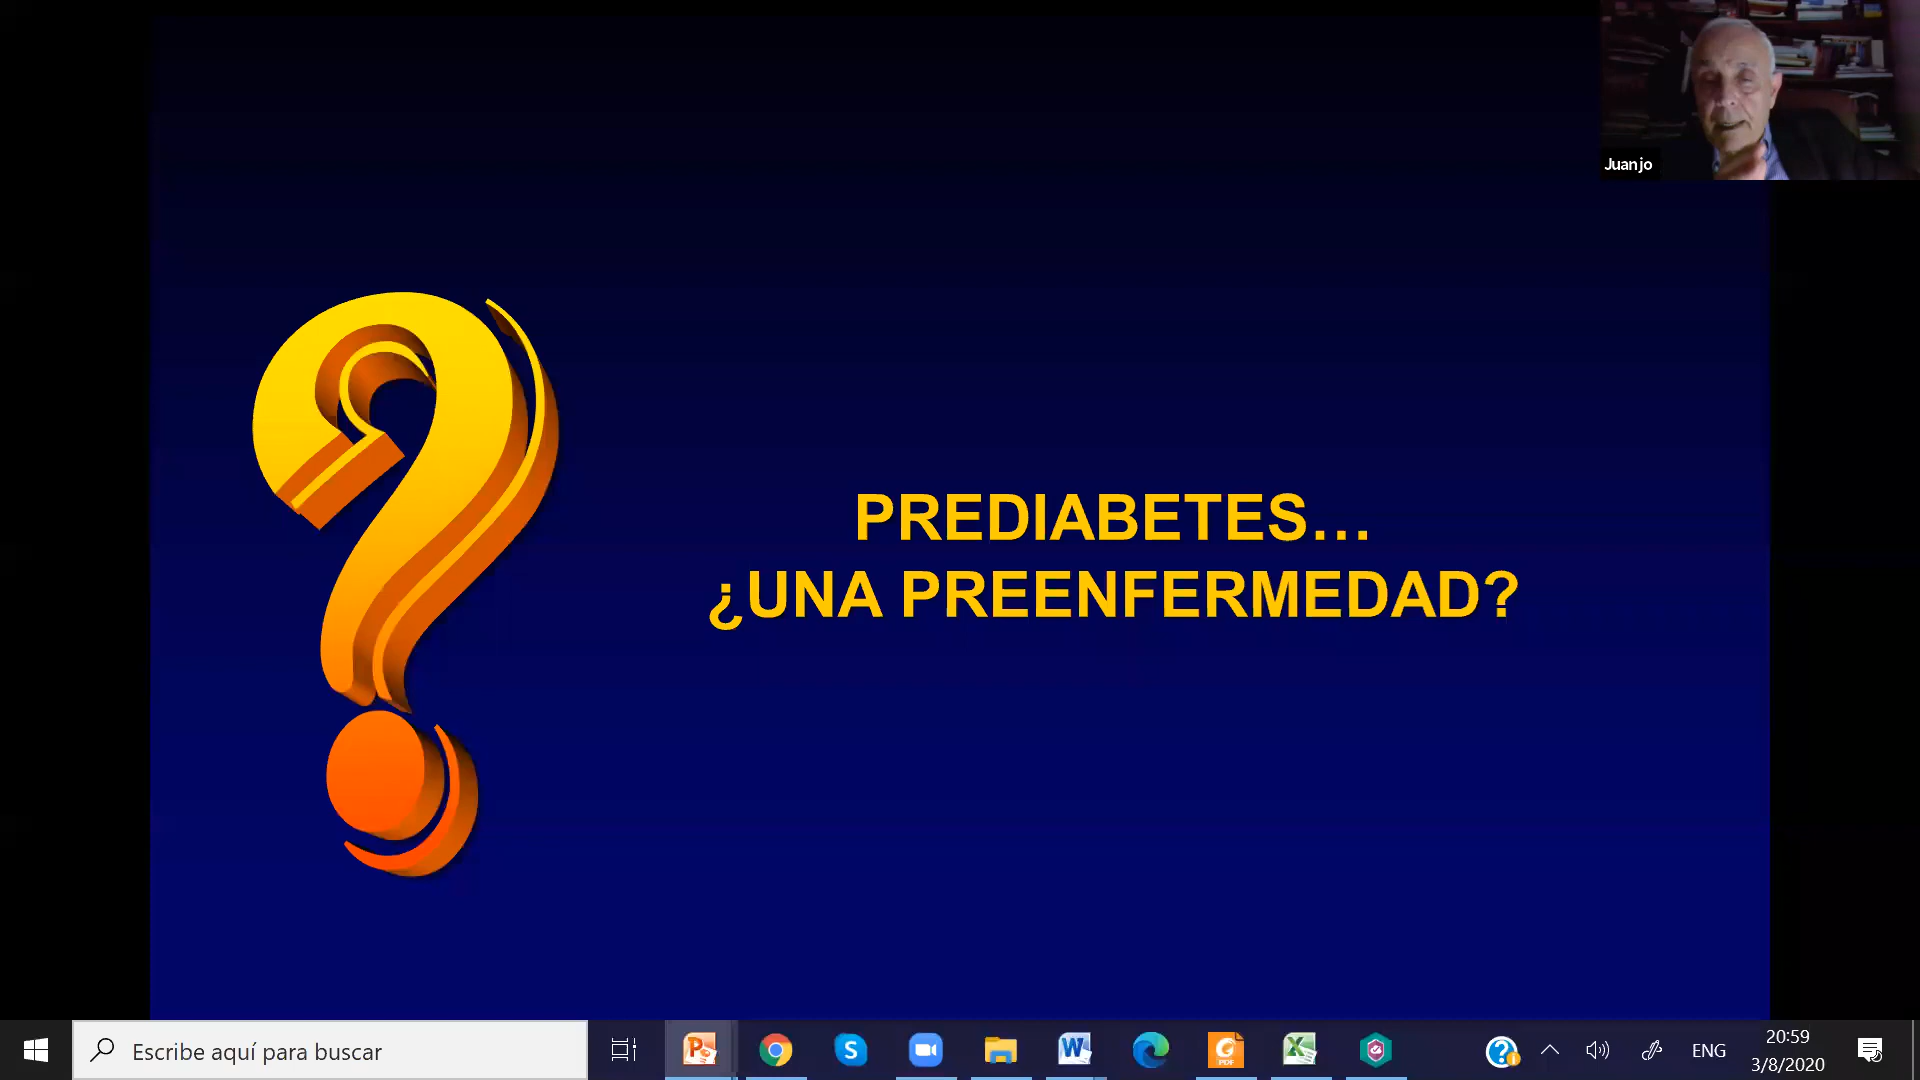 Juanjo
PREDIABETES…
¿UNA PREENFERMEDAD?
Escribe aquí para buscar
ENG
20:59
3/8/2020